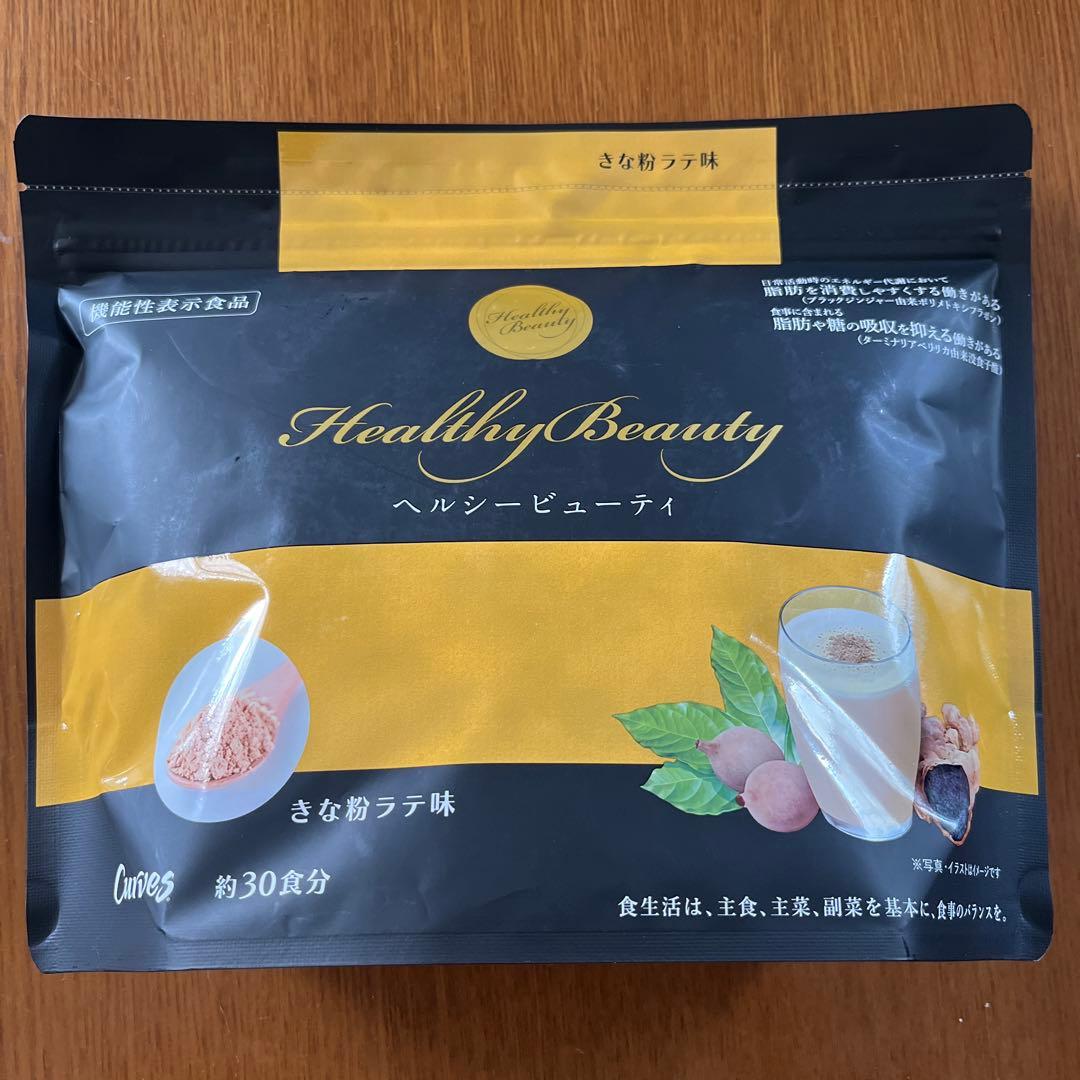 きな粉ラテ味
機能性表示食品
Healthy
Beauty
日常活動時のエネルギー代謝において
脂肪を消費しやすくする働きがある
(ブラックジンジャー由来ポリメトキシフラボン)
食事に含まれる
脂肪や糖の吸収を抑える働きがある
(ターミナリアベリリカ由来没食子酸)
Healthy Beauty
ヘルシービューティ
きな粉ラテ味
Curves
約30食分
※写真・イラストはイメージです
食生活は、主食、主菜、副菜を基本に、食事のバランスを。